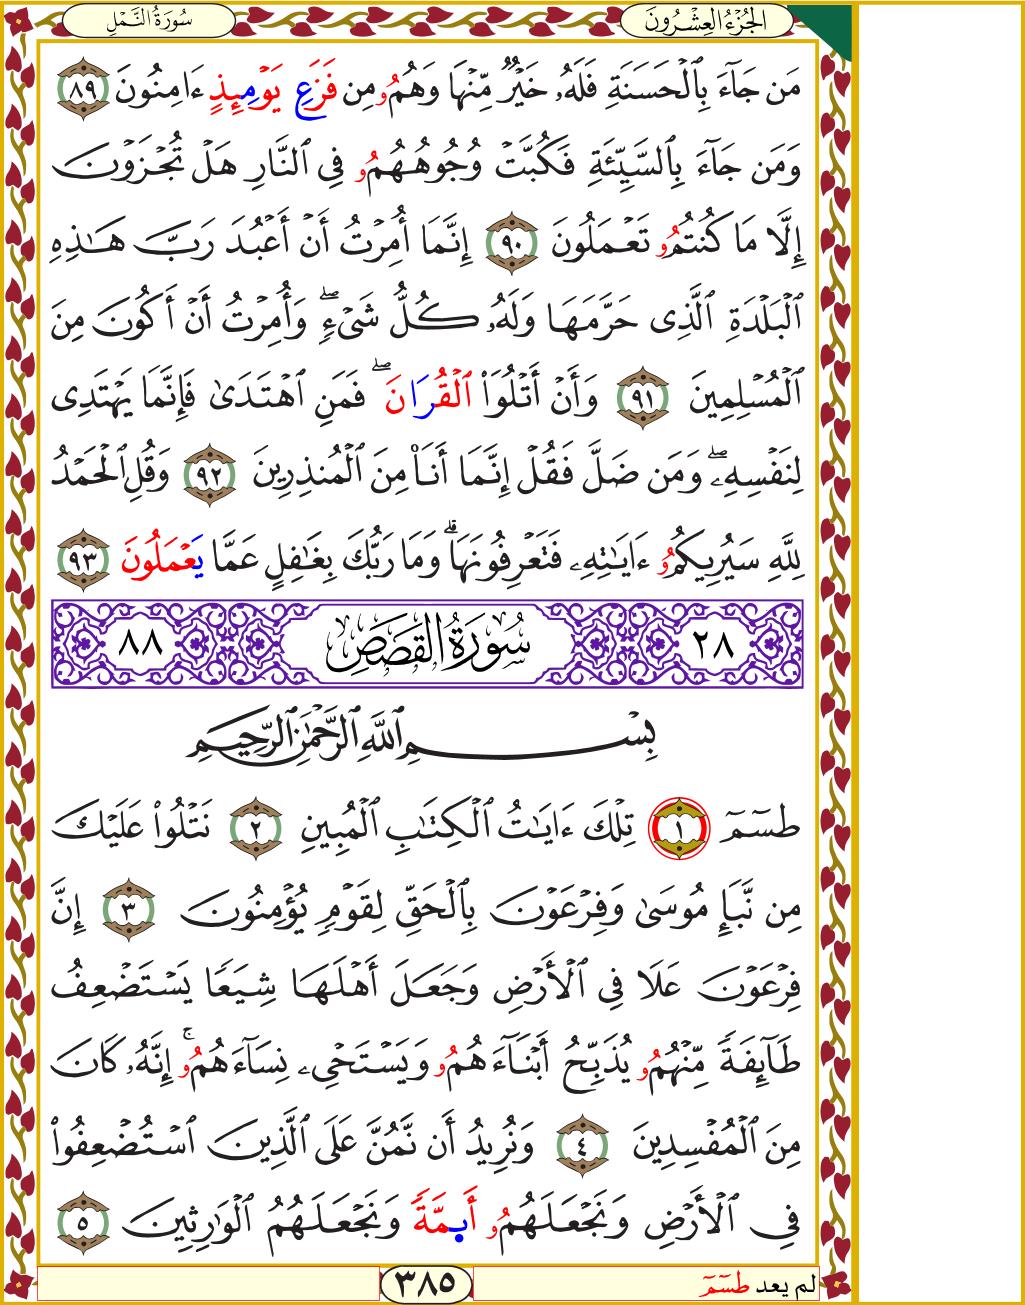 الجُزْءُ العِشْرُونَ
سُورَةُ النَّمْلِ
مَن جَآءَ بِٱلْحَسَنَةِ فَلَهُۥ خَيْرٌ مِّنْهَا وَهُمُۥ مِن فَزَعِ يَوْمِئِذٍ ءَامِنُونَ ٨٩
وَمَن جَآءَ بِٱلسَّيِّئَةِ فَكُبَّتْ وُجُوهُهُمُۥ فِى ٱلنَّارِ هَلْ تُجْزَوْنَ
إِلَّا مَا كُنتُمُۥ تَعْمَلُونَ ٩٠ إِنَّمَا أُمِرْتُ أَنْ أَعْبُدَ رَبَّ هَٰذِهِ
ٱلْبَلْدَةِ ٱلَّذِى حَرَّمَهَا وَلَهُۥ كُلُّ شَىْءٍۖ وَأُمِرْتُ أَنْ أَكُونَ مِنَ
ٱلْمُسْلِمِينَ ٩١ وَأَنْ أَتْلُوَا۟ ٱلْقُرَانَۖ فَمَنِ ٱهْتَدَىٰ فَإِنَّمَا يَهْتَدِى
لِنَفْسِهِۦۖ وَمَن ضَلَّ فَقُلْ إِنَّمَا أَنَا۠ مِنَ ٱلْمُنذِرِينَ ٩٢ وَقُلِ ٱلْحَمْدُ
لِلَّهِ سَيُرِيكُمُۥ ءَايَٰتِهِۦ فَتَعْرِفُونَهَاۗ وَمَا رَبُّكَ بِغَٰفِلٍ عَمَّا يَعْمَلُونَ ٩٣
٢٨ سُورَةُ القَصَصِ ٨٨
بِسْمِ ٱللَّهِ ٱلرَّحْمَٰنِ ٱلرَّحِيمِ
طسٓمٓ ١ تِلْكَ ءَايَٰتُ ٱلْكِتَٰبِ ٱلْمُبِينِ ٢ نَتْلُوا۟ عَلَيْكَ
مِن نَّبَإِ مُوسَىٰ وَفِرْعَوْنَ بِٱلْحَقِّ لِقَوْمٍ يُؤْمِنُونَ ٣ إِنَّ
فِرْعَوْنَ عَلَا فِى ٱلْأَرْضِ وَجَعَلَ أَهْلَهَا شِيَعًا يَسْتَضْعِفُ
طَآئِفَةً مِّنْهُمُۥ يُذَبِّحُ أَبْنَآءَهُمُۥ وَيَسْتَحْىِۦ نِسَآءَهُمُۥۚ إِنَّهُۥ كَانَ
مِنَ ٱلْمُفْسِدِينَ ٤ وَنُرِيدُ أَن نَّمُنَّ عَلَى ٱلَّذِينَ ٱسْتُضْعِفُوا۟
فِى ٱلْأَرْضِ وَنَجْعَلَهُمُۥ أَيِمَّةً وَنَجْعَلَهُمُ ٱلْوَٰرِثِينَ ٥
لم يعد طسٓمٓ
٣٨٥